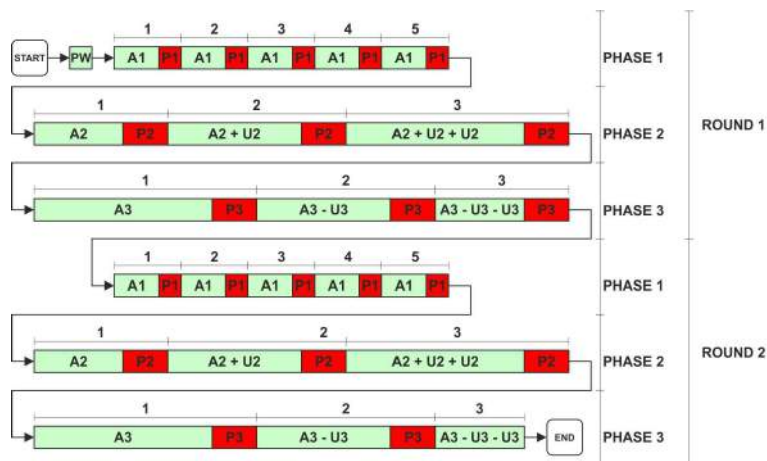 1 2 3 4 5
START PW A1 P1 A1 P1 A1 P1 A1 P1 A1 P1 PHASE 1
1 2 3
A2 P2 A2 + U2 P2 A2 + U2 + U2 P2 PHASE 2 ROUND 1
1 2 3
A3 P3 A3 - U3 P3 A3 - U3 - U3 P3 PHASE 3
1 2 3 4 5
A1 P1 A1 P1 A1 P1 A1 P1 A1 P1 PHASE 1
1 2 3
A2 P2 A2 + U2 P2 A2 + U2 + U2 P2 PHASE 2 ROUND 2
1 2 3
A3 P3 A3 - U3 P3 A3 - U3 - U3 END PHASE 3